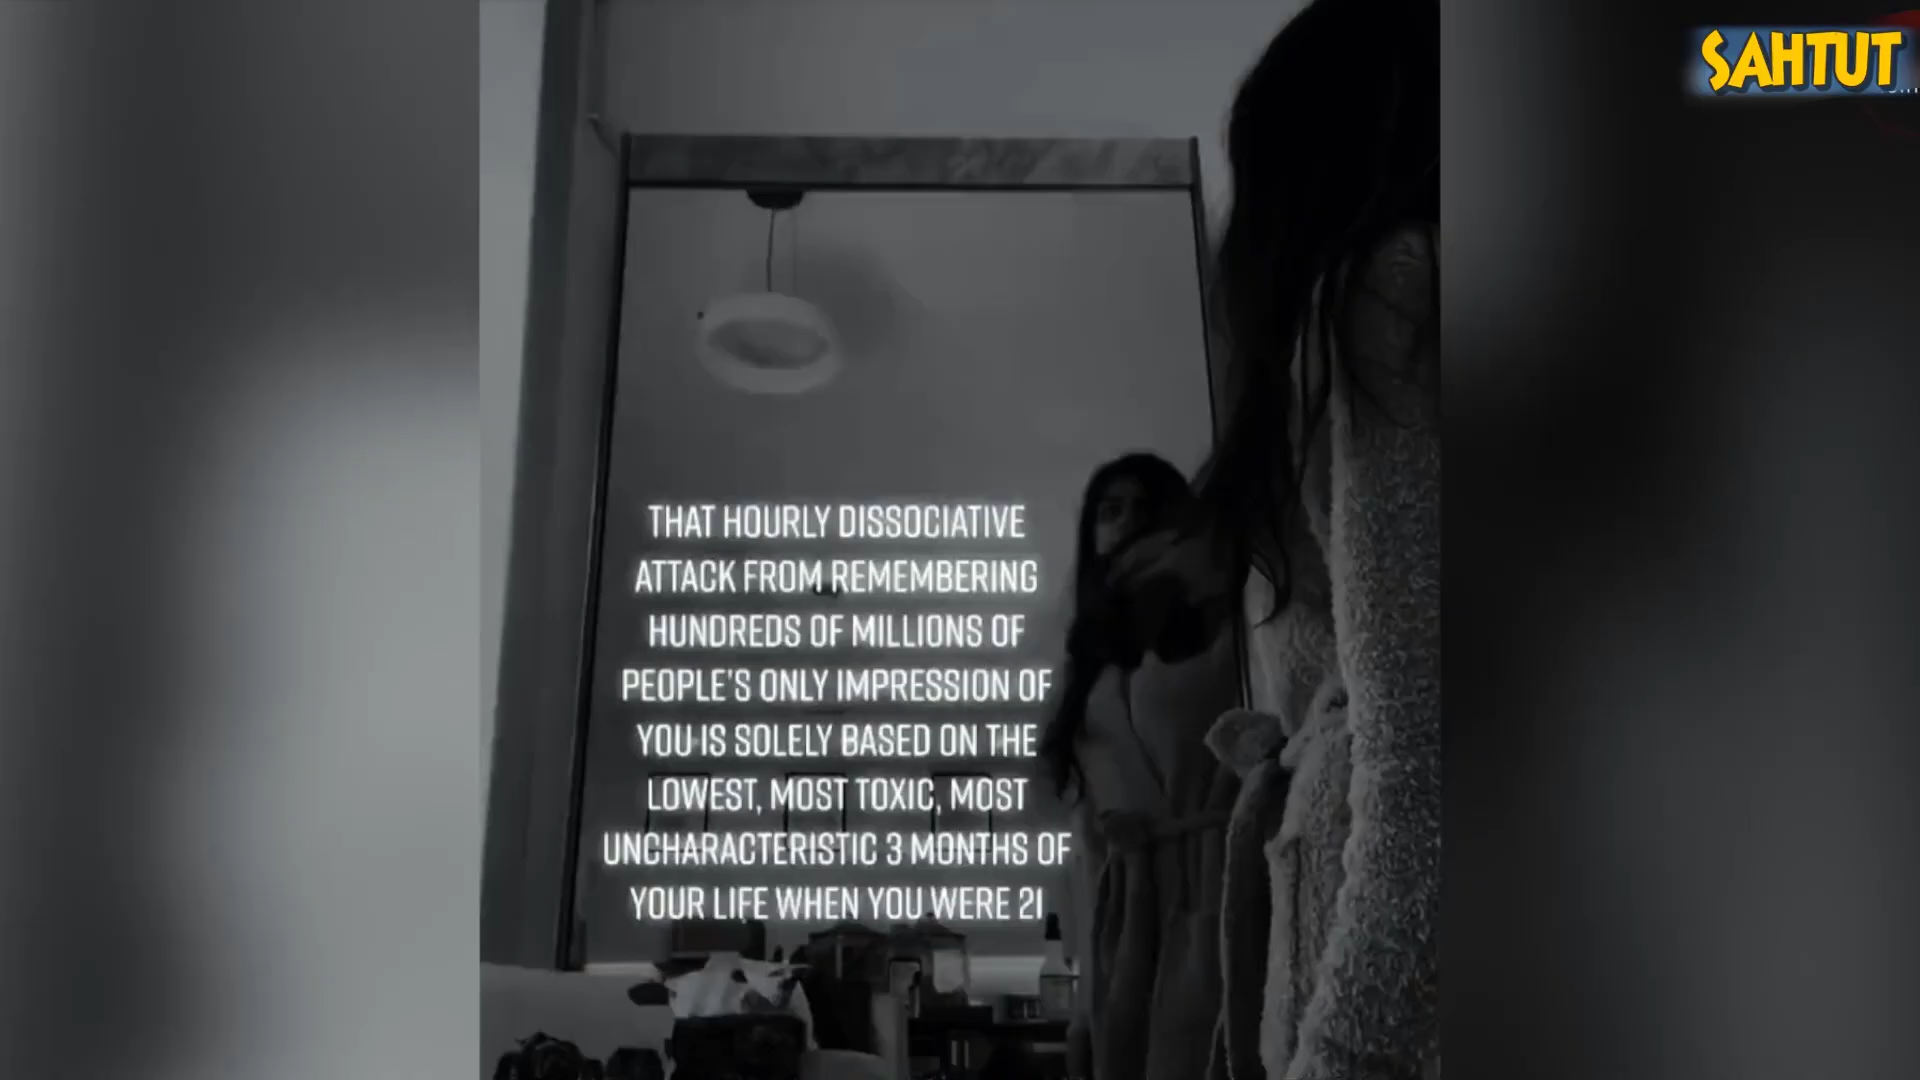 SAHTUT
THAT HOURLY DISSOCIATIVE
ATTACK FROM REMEMBERING
HUNDREDS OF MILLIONS OF
PEOPLE'S ONLY IMPRESSION OF
YOU IS SOLELY BASED ON THE
LOWEST, MOST TOXIC, MOST
UNCHARACTERISTIC 3 MONTHS OF
YOUR LIFE WHEN YOU WERE 21